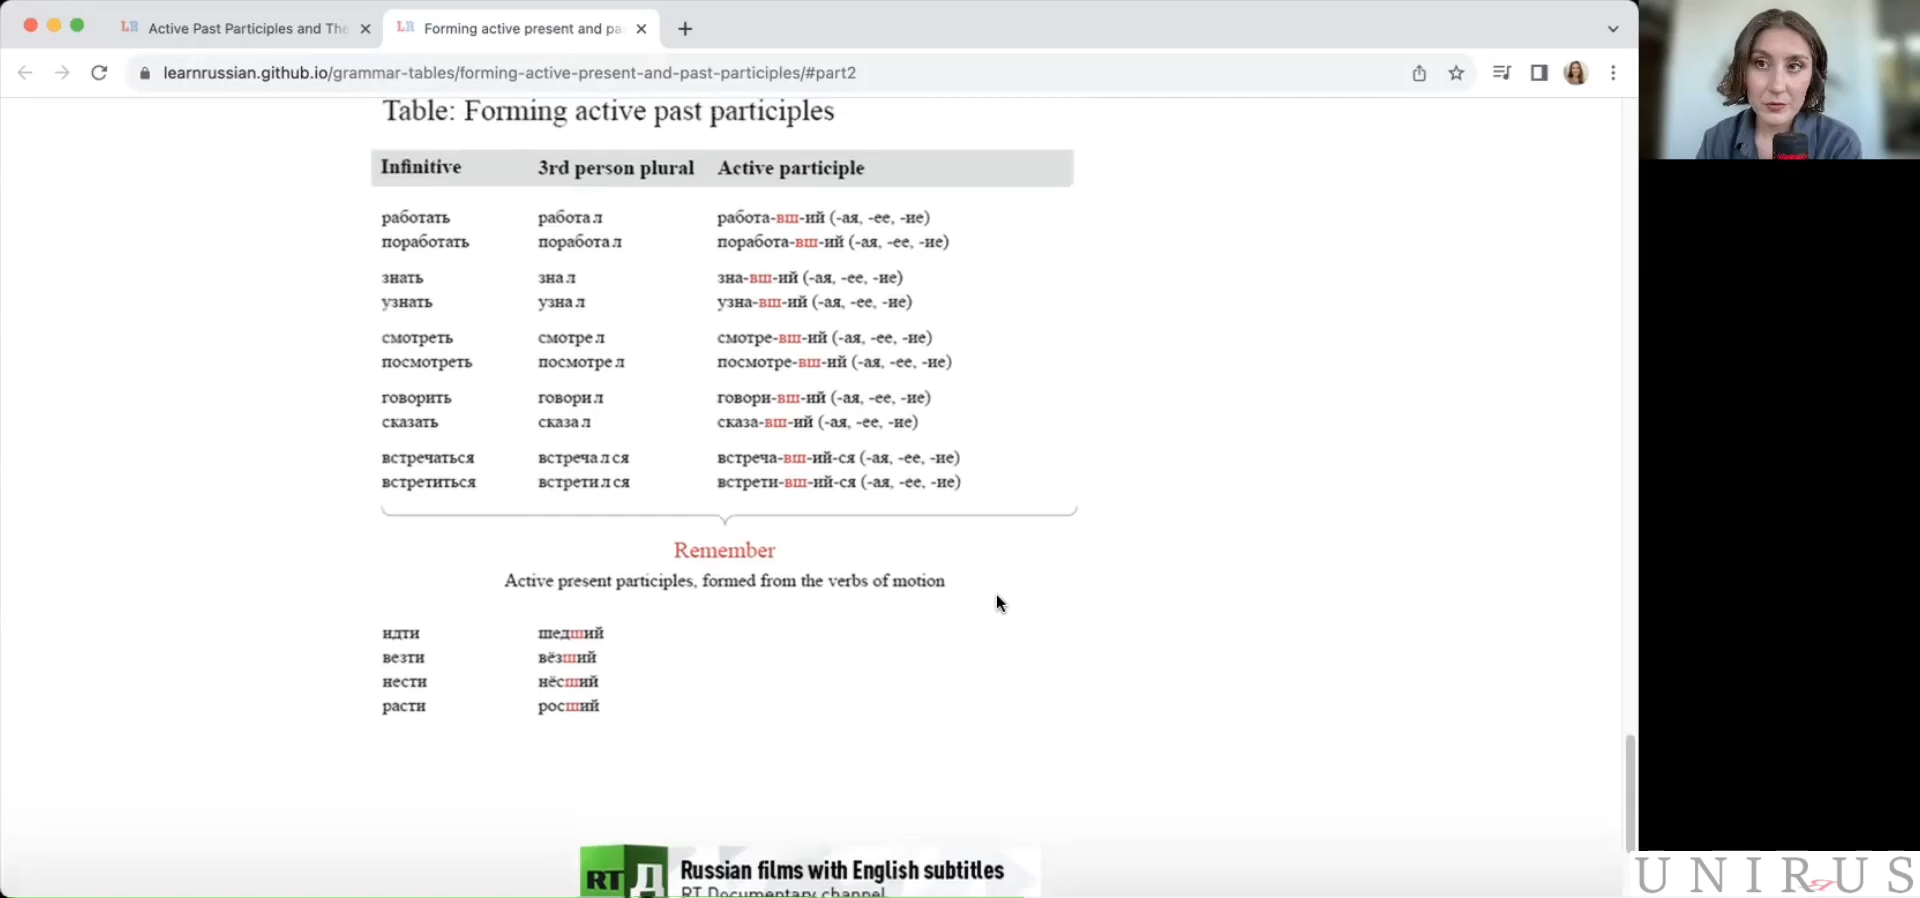 Active Past Participles and The
Forming active present and pa
learnrussian.github.io/grammar-tables/forming-active-present-and-past-participles/#part2
Table: Forming active past participles
Infinitive 3rd person plural Active participle
работать работал работа-вш-ий (-ая, -ее, -ие)
поработать поработал поработа-вш-ий (-ая, -ее, -ие)
знать знал зна-вш-ий (-ая, -ее, -ие)
узнать узнал узна-вш-ий (-ая, -ее, -ие)
смотреть смотрел смотре-вш-ий (-ая, -ее, -ие)
посмотреть посмотрел посмотре-вш-ий (-ая, -ее, -ие)
говорить говорил говори-вш-ий (-ая, -ее, -ие)
сказать сказал сказа-вш-ий (-ая, -ее, -ие)
встречаться встречался встреча-вш-ий-ся (-ая, -ее, -ие)
встретиться встретился встрети-вш-ий-ся (-ая, -ее, -ие)
Remember
Active present participles, formed from the verbs of motion
идти шедший
везти вёзший
нести нёсший
расти росший
RT Д
Russian films with English subtitles
RT Documentary channel
UNIRUS